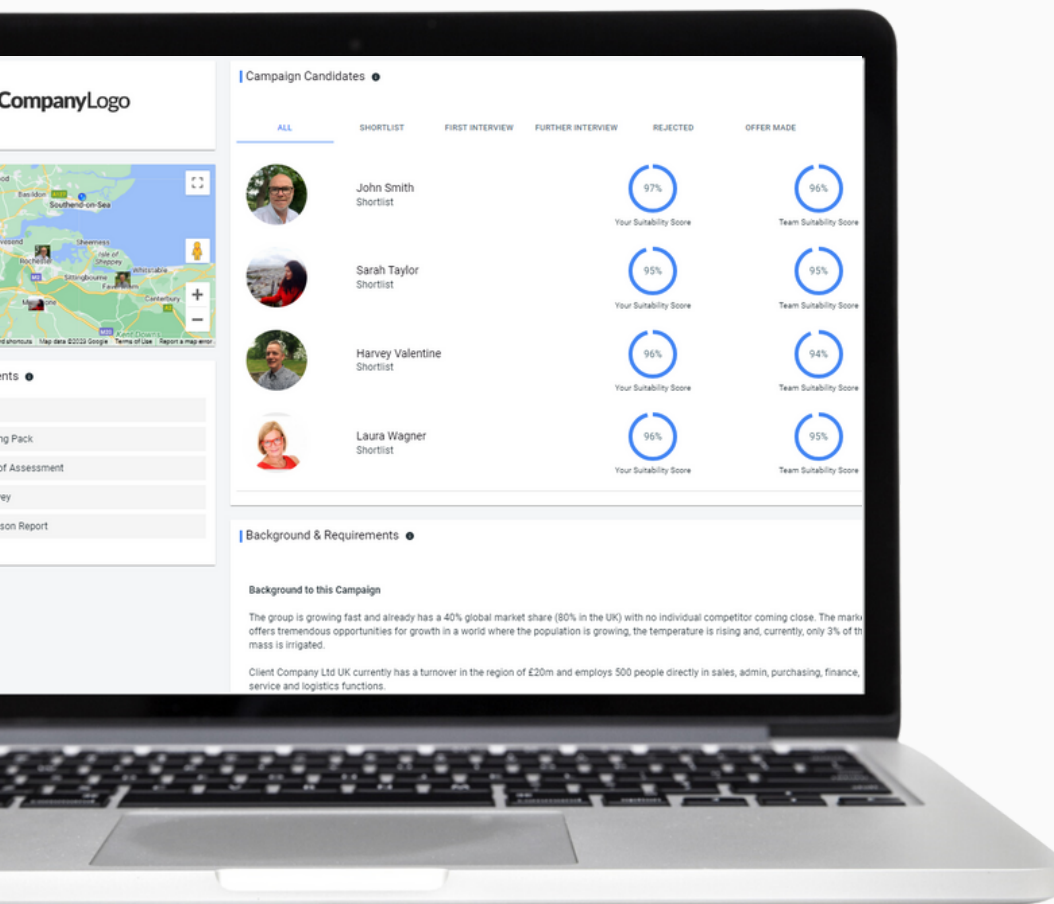 CompanyLogo
Basildon
Southend-on-Sea
Sheerness
Isle of
Sheppey
Rochester
Sittingbourne
Whitstable
Faversham
Canterbury
M20
Kent Downs
Map data ©2023 Google Terms of Use Report a map error
ng Pack
of Assessment
son Report
Campaign Candidates
ALL SHORTLIST FIRST INTERVIEW FURTHER INTERVIEW REJECTED OFFER MADE
John Smith
Shortlist
97%
Your Suitability Score
96%
Team Suitability Score
Sarah Taylor
Shortlist
95%
Your Suitability Score
95%
Team Suitability Score
Harvey Valentine
Shortlist
96%
Your Suitability Score
94%
Team Suitability Score
Laura Wagner
Shortlist
96%
Your Suitability Score
95%
Team Suitability Score
Background & Requirements
Background to this Campaign
The group is growing fast and already has a 40% global market share (80% in the UK) with no individual competitor coming close. The marke
offers tremendous opportunities for growth in a world where the population is growing, the temperature is rising and, currently, only 3% of th
mass is irrigated.
Client Company Ltd UK currently has a turnover in the region of £20m and employs 500 people directly in sales, admin, purchasing, finance,
service and logistics functions.